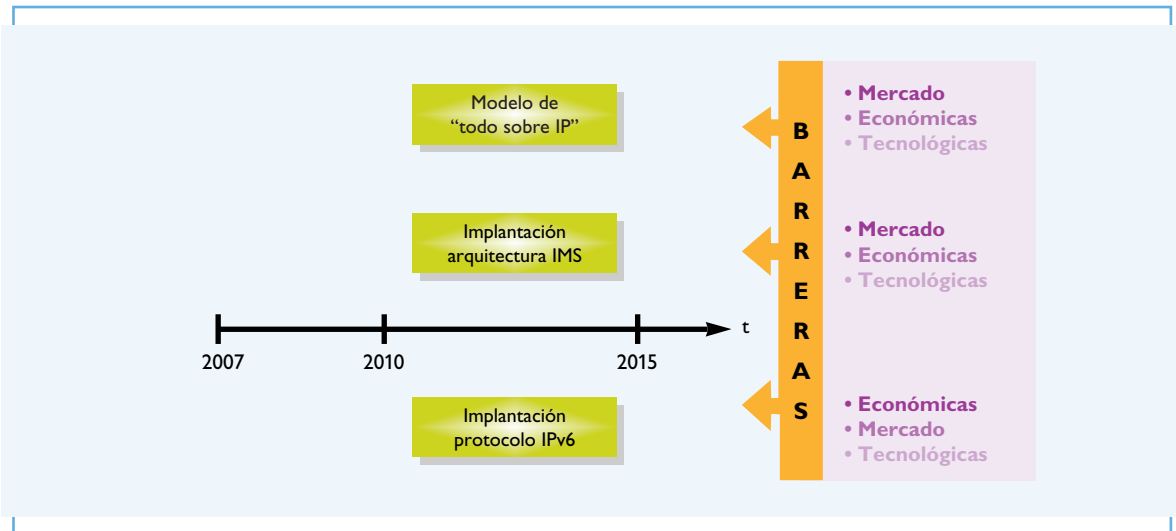 Modelo de
“todo sobre IP”
Implantación
arquitectura IMS
t
2007
2010
2015
Implantación
protocolo IPv6
B
A
R
R
E
R
A
S
• Mercado
• Económicas
• Tecnológicas
• Mercado
• Económicas
• Tecnológicas
• Económicas
• Mercado
• Tecnológicas